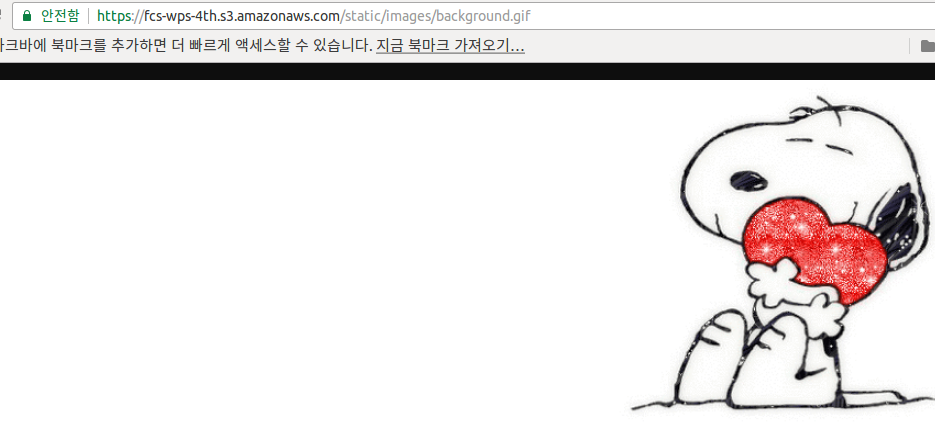 안전함 https://fcs-wps-4th.s3.amazonaws.com/static/images/background.gif
크바에 북마크를 추가하면 더 빠르게 액세스할 수 있습니다. 지금 북마크 가져오기...